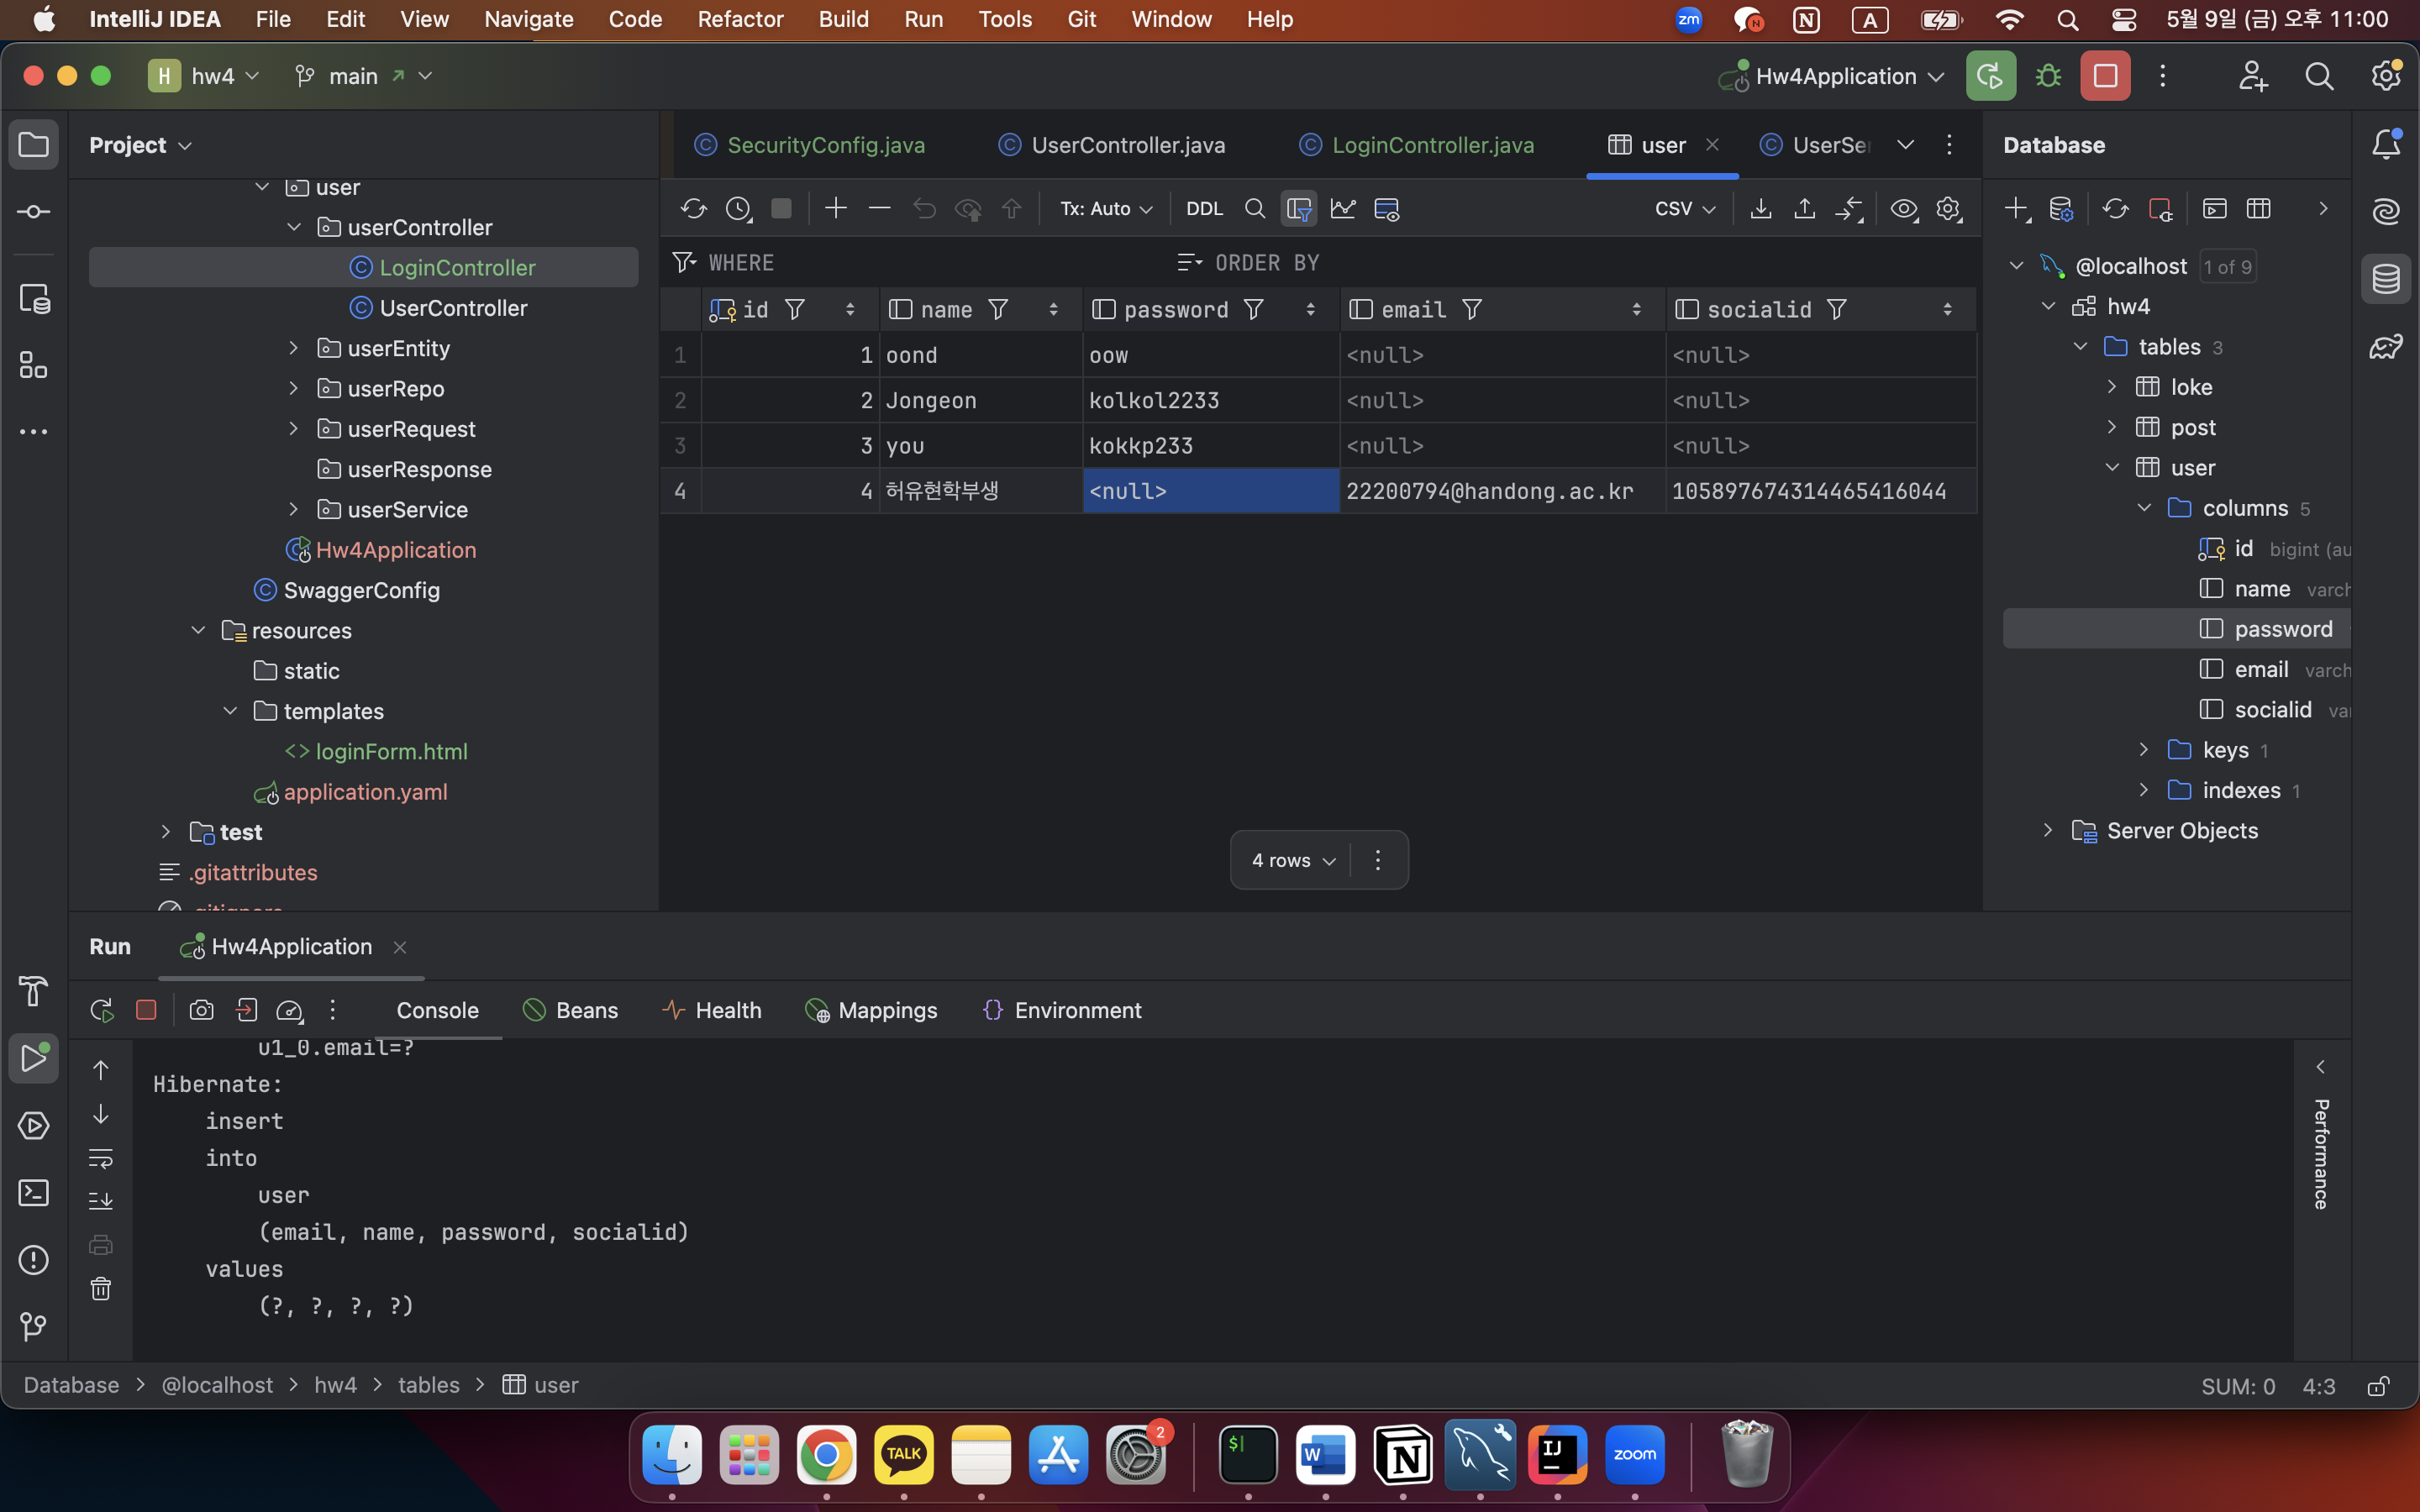 IntelliJ IDEA File Edit View Navigate Code Refactor Build Run Tools Git Window Help zm N N A 5월 9일 (금) 오후 11:00
H hw4 main Hw4Application
Project
SecurityConfig.java UserController.java LoginController.java user UserSer
Database
user
userController
LoginController
UserController
userEntity
userRepo
userRequest
userResponse
userService
Hw4Application
SwaggerConfig
resources
static
templates
loginForm.html
application.yaml
test
.gitattributes
.gitignore
Tx: Auto DDL CSV
WHERE ORDER BY
id name password email socialid
1 1 oond oow <null> <null>
2 2 Jongeon kolkol2233 <null> <null>
3 3 you kokkp233 <null> <null>
4 4 허유현학부생 <null> 22200794@handong.ac.kr 105897674314465416044
4 rows
@localhost 1 of 9
hw4
tables 3
loke
post
user
columns 5
id bigint (au
name varch
password
email varch
socialid var
keys 1
indexes 1
Server Objects
Run Hw4Application
Console Beans Health Mappings Environment
u1_0.email=?
Hibernate:
insert
into
user
(email, name, password, socialid)
values
(?, ?, ?, ?)
Performance
Database > @localhost > hw4 > tables > user SUM: 0 4:3
TALK 2 $ W N IJ zoom